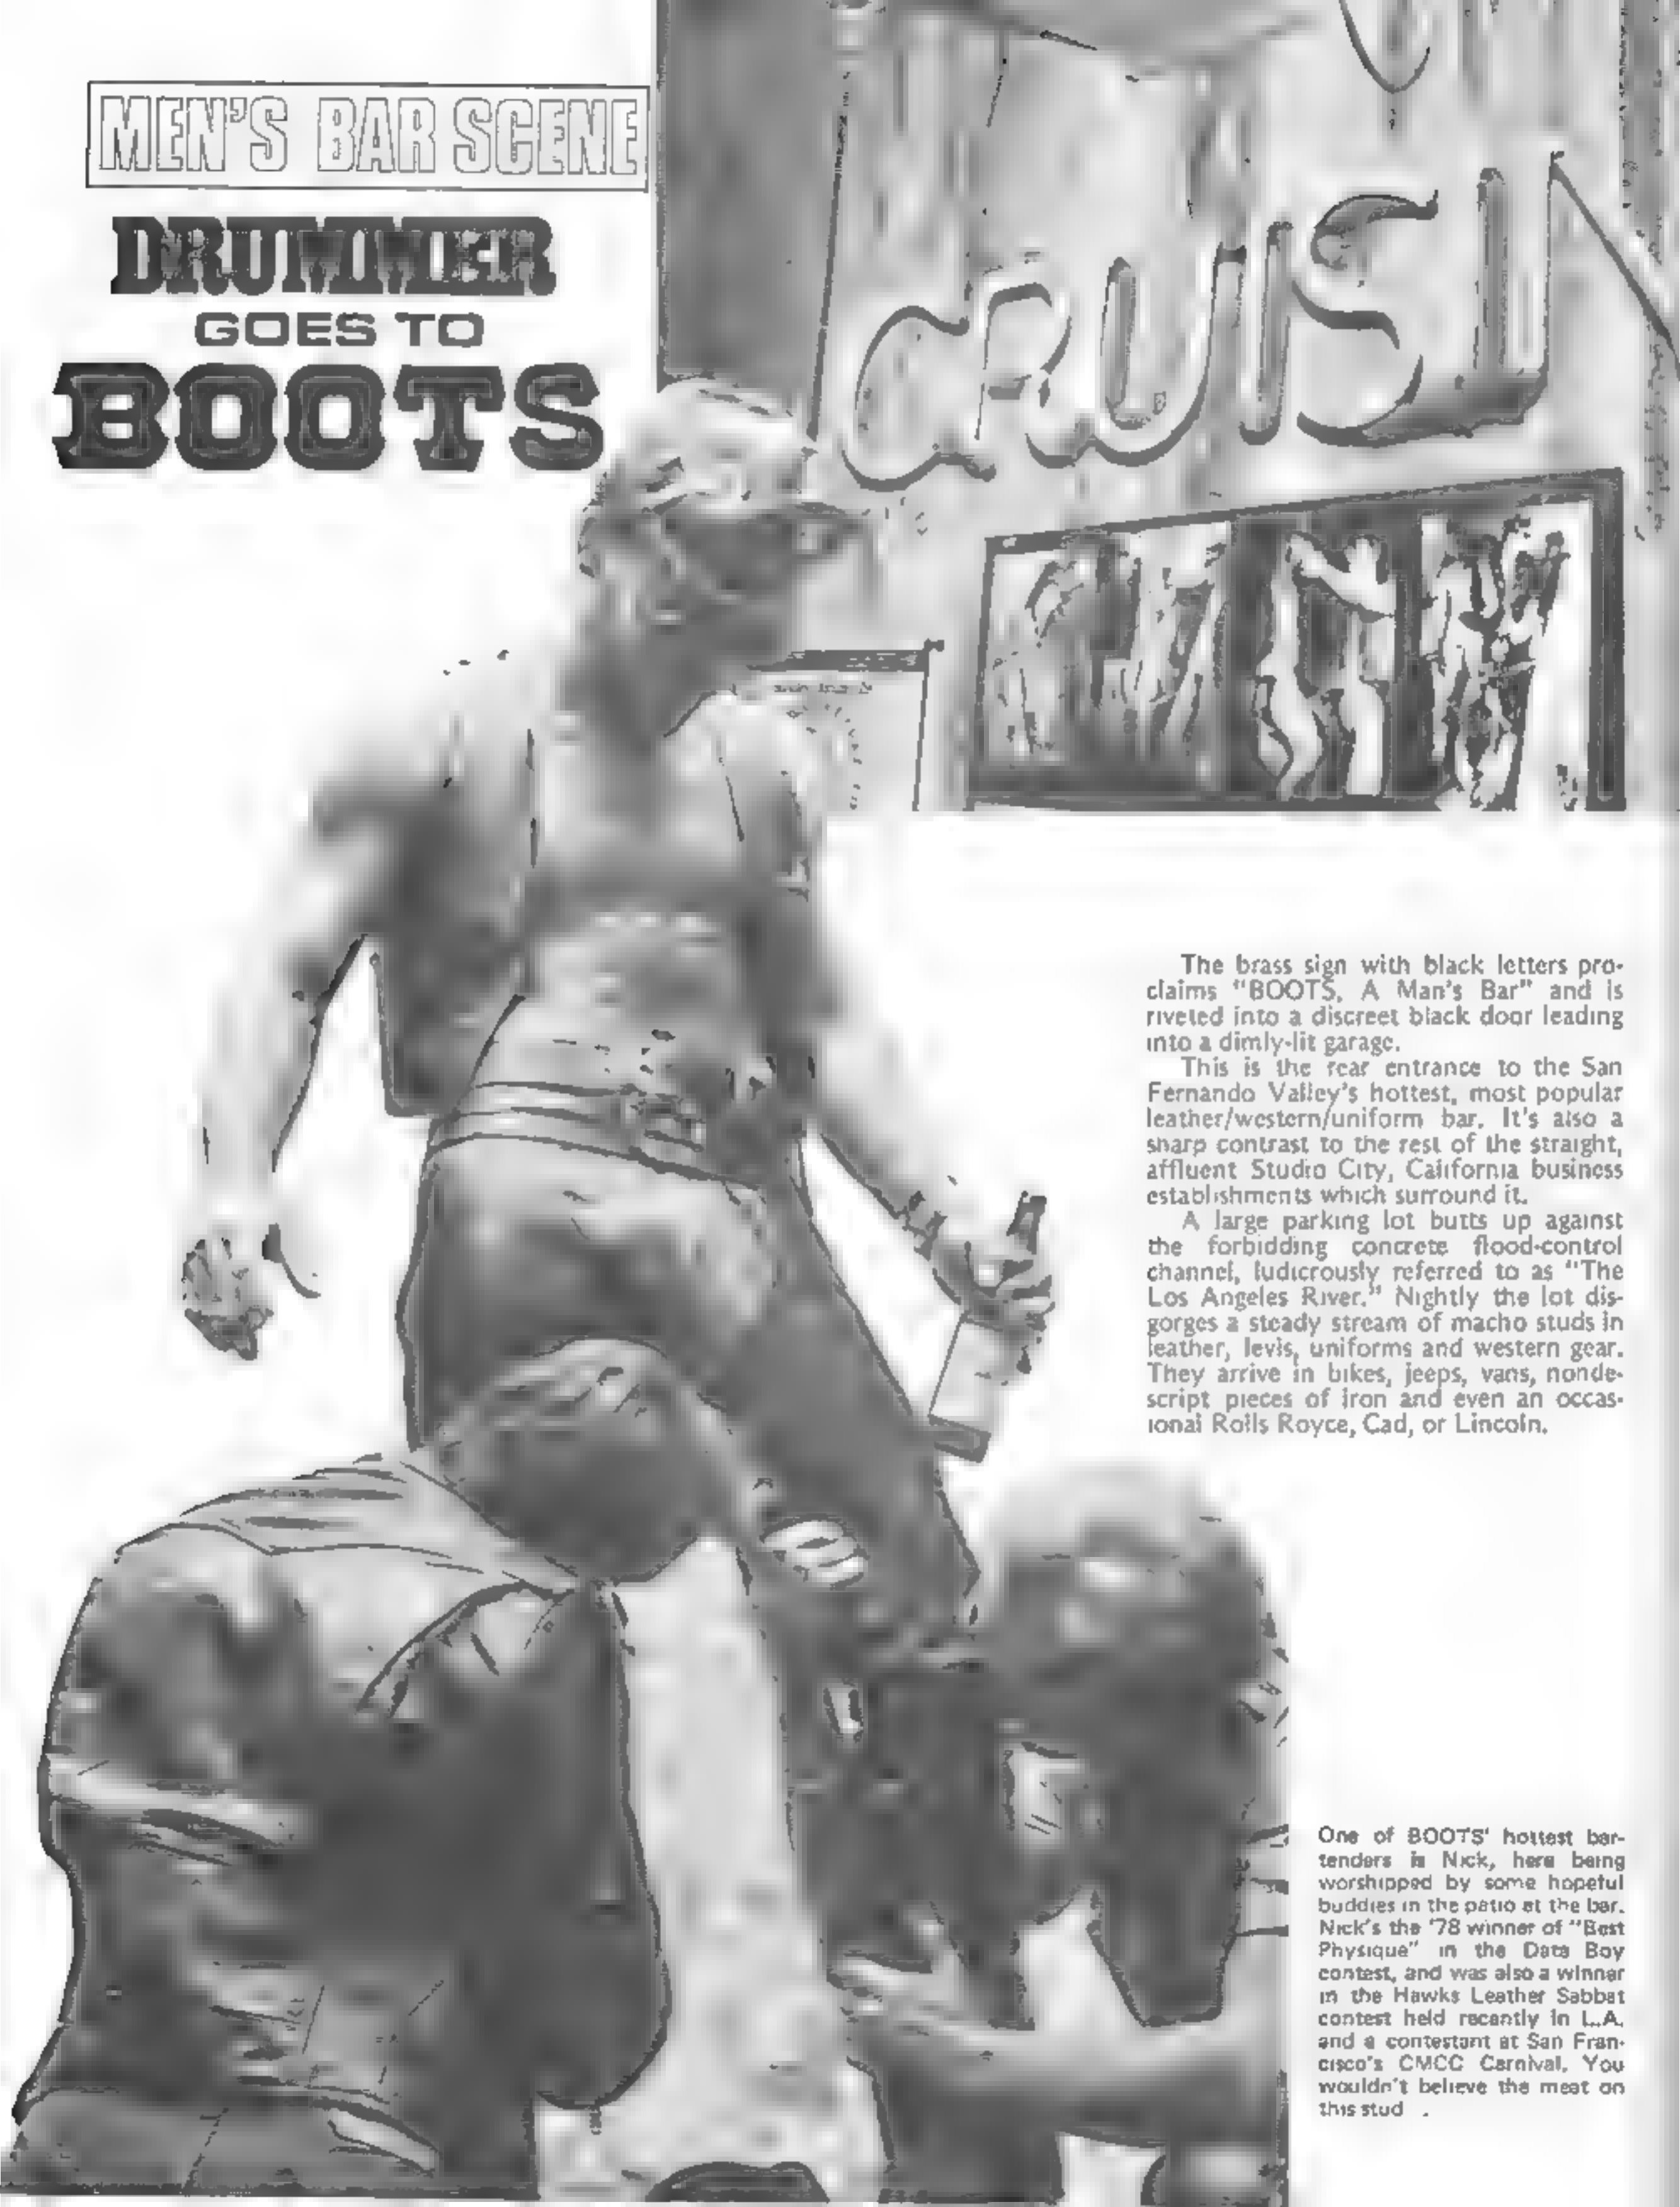 MEN'S BAR SCENE
DRUMMER
GOES TO
BOOTS
CRUISIN
The brass sign with black letters pro-
claims "BOOTS, A Man's Bar" and is
riveted into a discreet black door leading
into a dimly-lit garage.
This is the rear entrance to the San
Fernando Valley's hottest, most popular
leather/western/uniform bar. It's also a
sharp contrast to the rest of the straight,
affluent Studio City, California business
establishments which surround it.
A large parking lot butts up against
the forbidding concrete flood-control
channel, ludicrously referred to as "The
Los Angeles River." Nightly the lot dis-
gorges a steady stream of macho studs in
leather, levis, uniforms and western gear.
They arrive in bikes, jeeps, vans, nonde-
script pieces of iron and even an occas-
ional Rolls Royce, Cad, or Lincoln.
One of BOOTS' hottest bar-
tenders is Nick, here being
worshipped by some hopeful
buddies in the patio at the bar.
Nick's the '78 winner of "Best
Physique" in the Data Boy
contest, and was also a winner
in the Hawks Leather Sabbat
contest held recently in L.A.
and a contestant at San Fran-
cisco's CMCC Carnival. You
wouldn't believe the meat on
this stud .